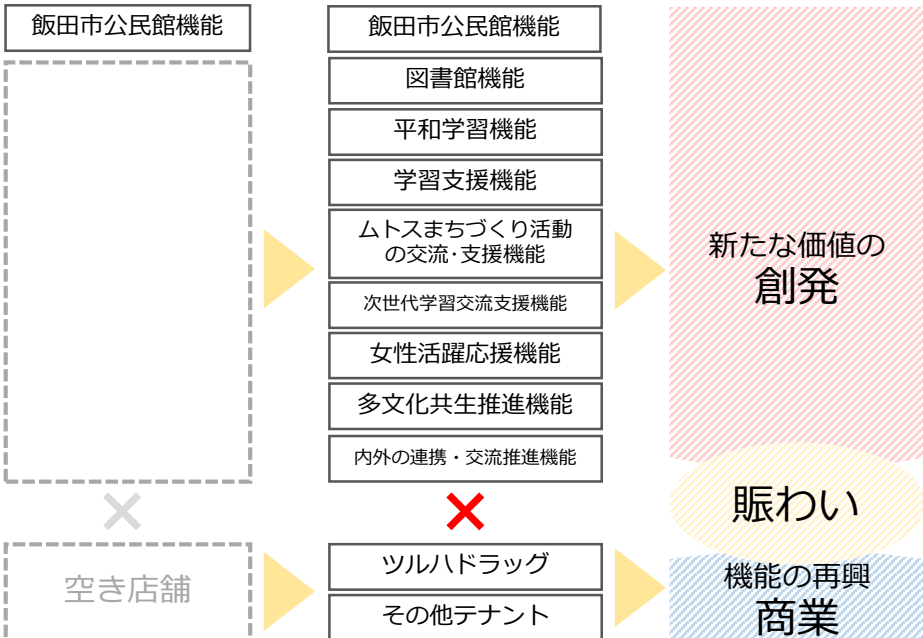 飯田市公民館機能
空き店舗
飯田市公民館機能
図書館機能
平和学習機能
学習支援機能
ムトスまちづくり活動
の交流・支援機能
次世代学習交流支援機能
女性活躍応援機能
多文化共生推進機能
内外の連携・交流推進機能
ツルハドラッグ
その他テナント
新たな価値の
創発
賑わい
機能の再興
商業